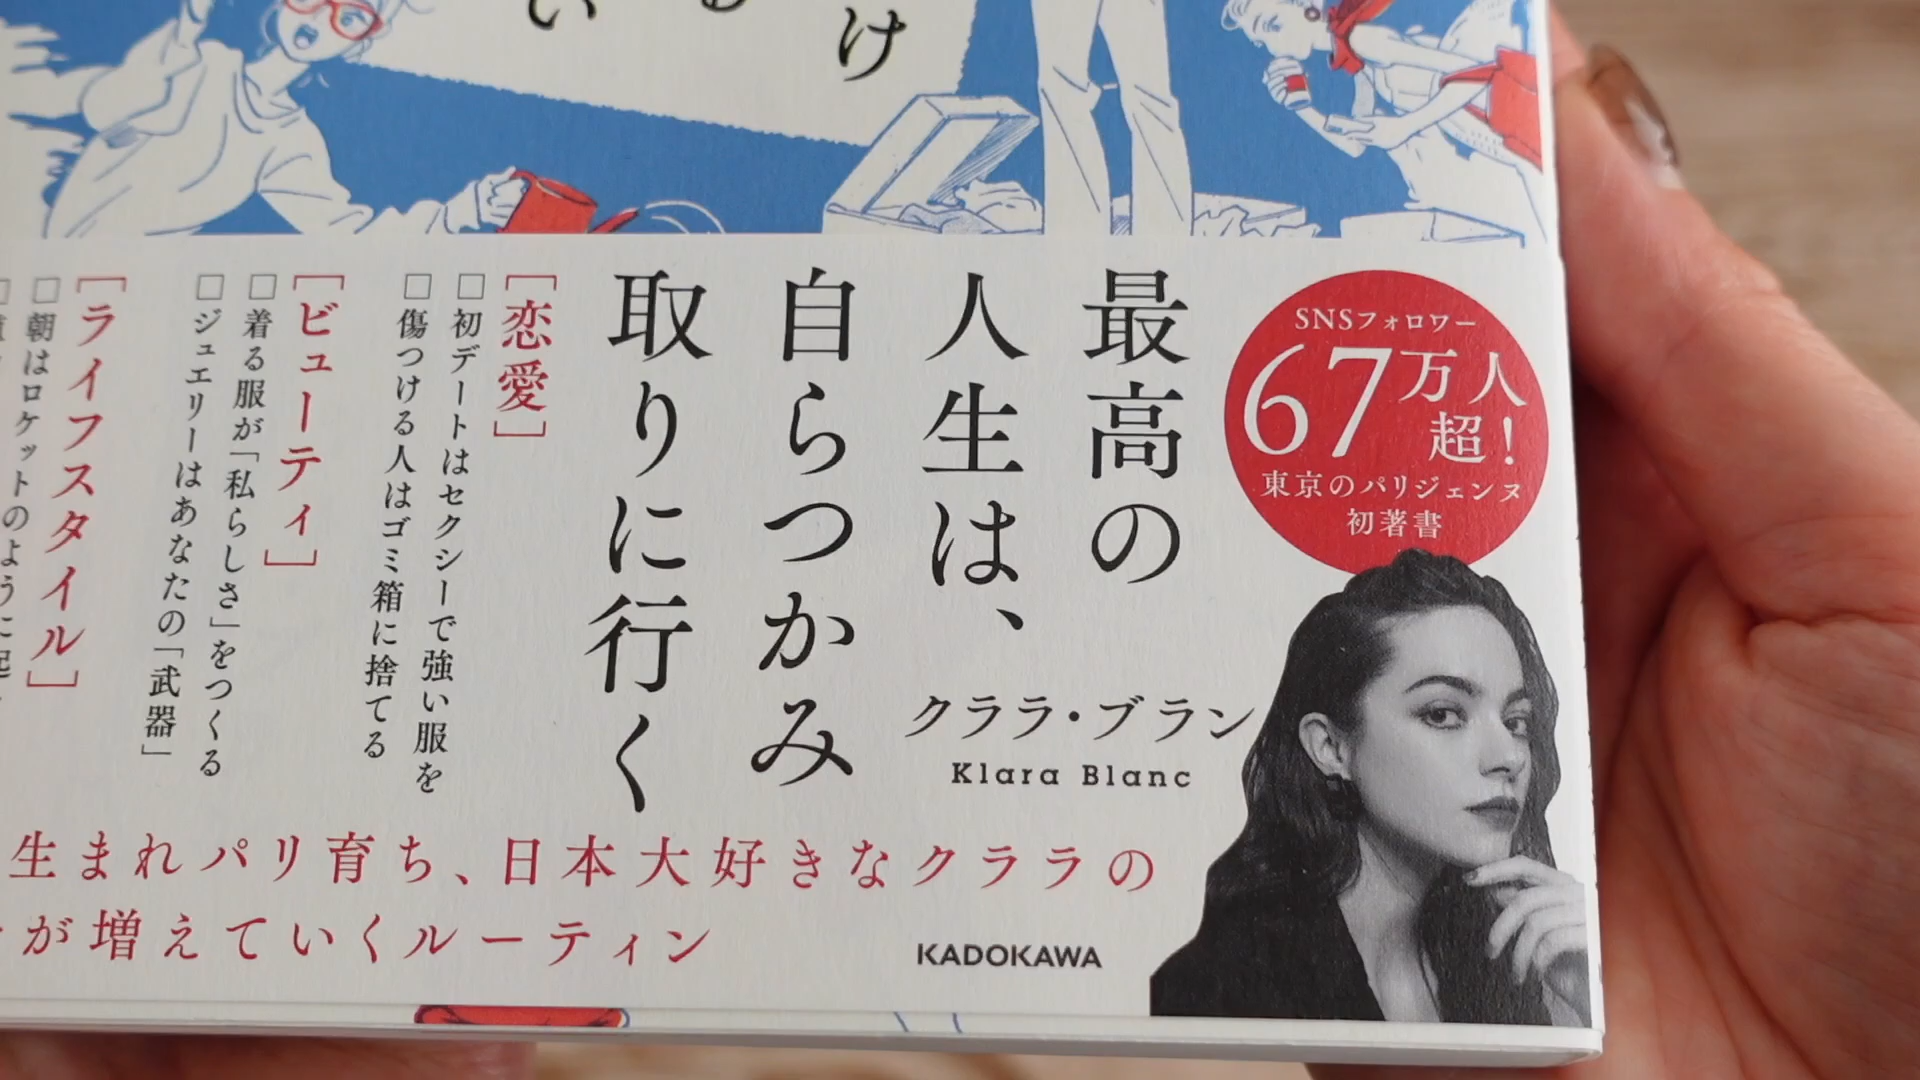 け
い
SNSフォロワー
67万人
超！
東京のパリジェンヌ
初著書
最高の
人生は、
自らつかみ
取りに行く
クララ・ブラン
Klara Blanc
［恋愛］
□初デートはセクシーで強い服を
□傷つける人はゴミ箱に捨てる
［ビューティ］
□着る服が「私らしさ」をつくる
□ジュエリーはあなたの「武器」
［ライフスタイル］
□朝はロケットのように起
生まれパリ育ち、日本大好きなクララの
が増えていくルーティン
KADOKAWA